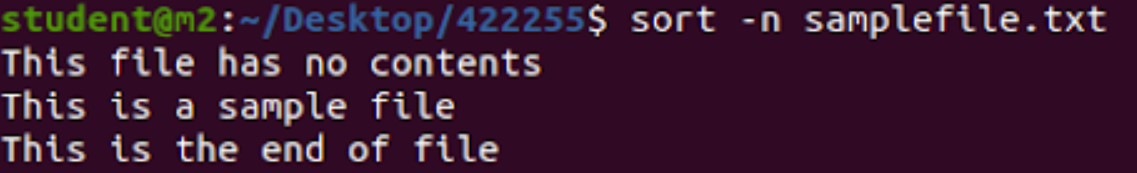 student@m2:~/Desktop/422255$ sort -n samplefile.txt
This file has no contents
This is a sample file
This is the end of file